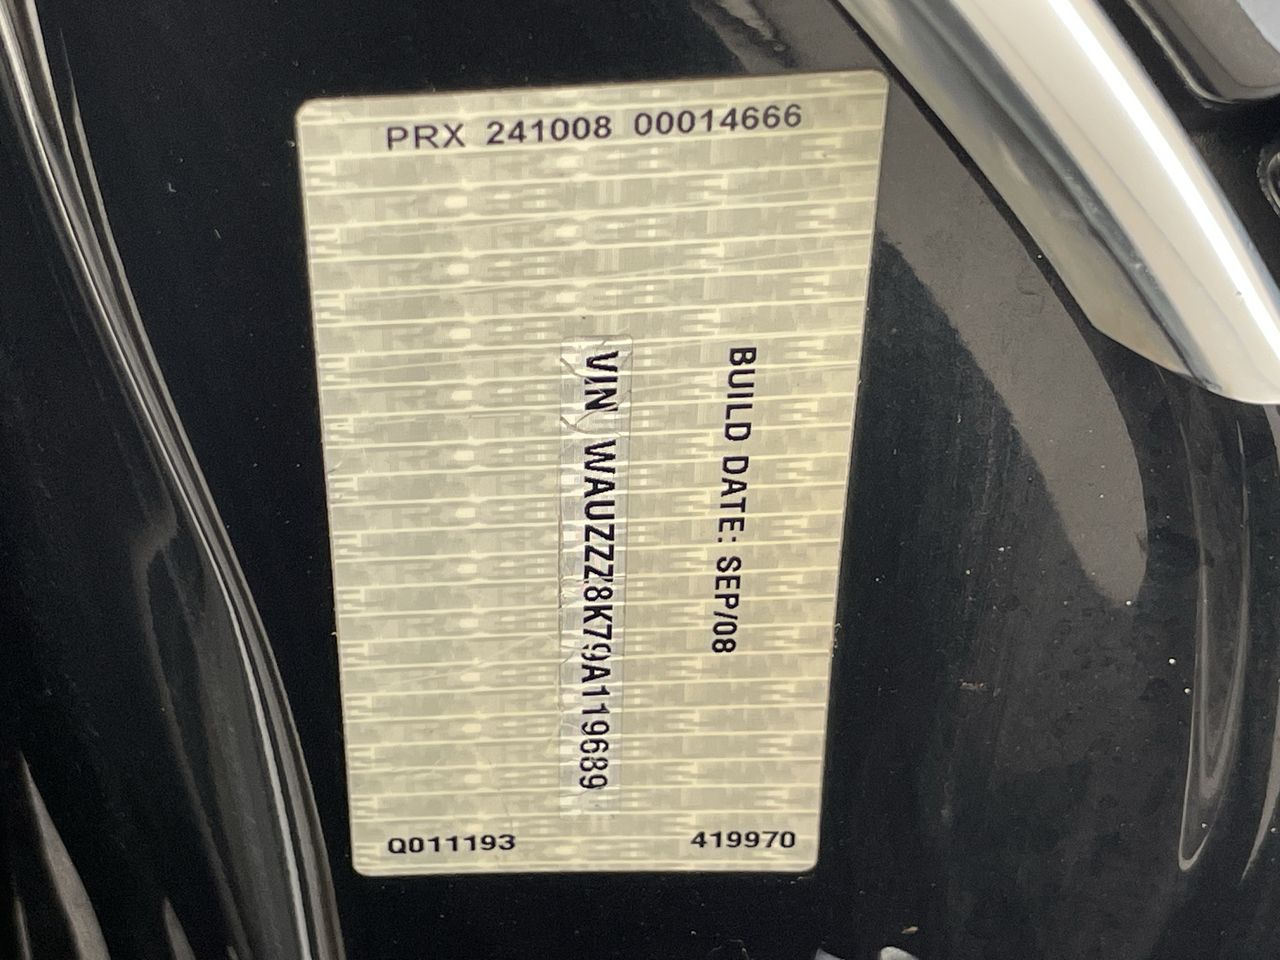 PRX 241008 00014666
BUILD DATE: SEP/08
VIN WAUZZZ8K79A119689
Q011193 419970